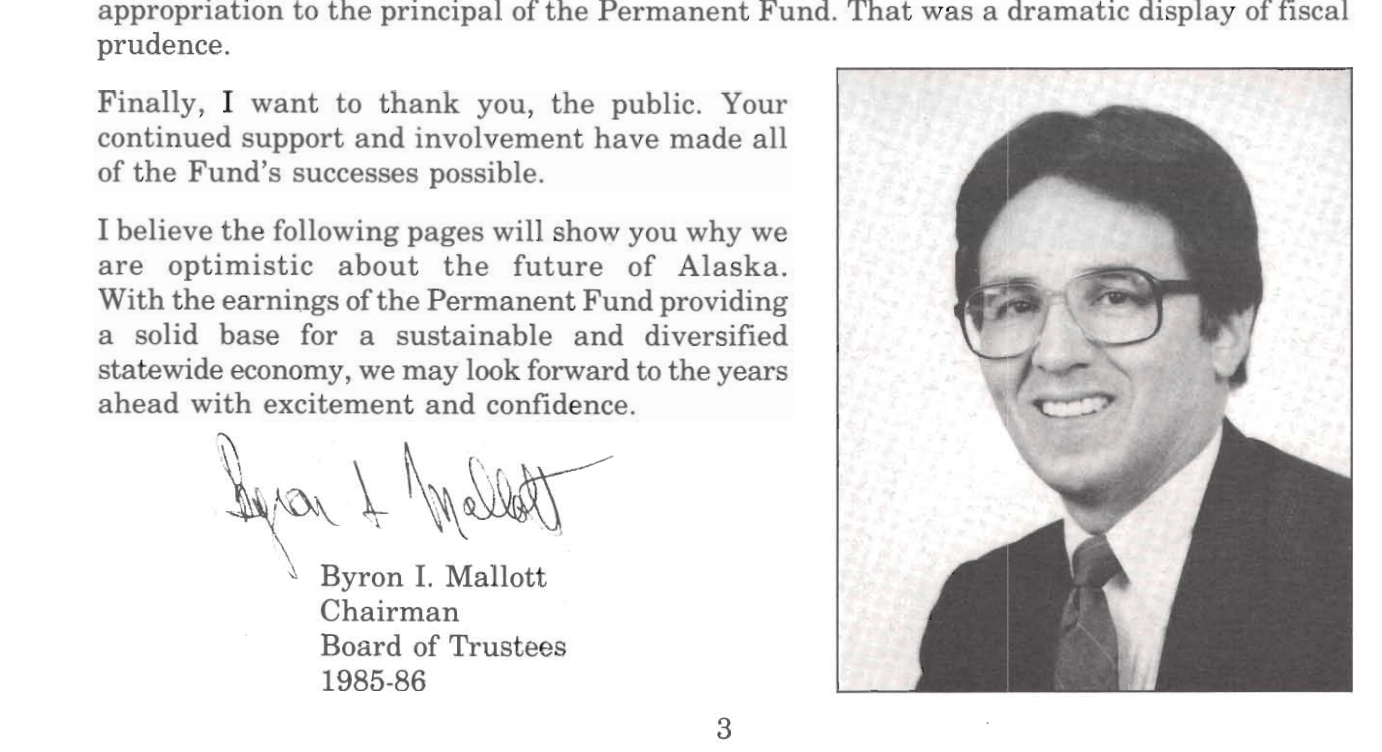 appropriation to the principal of the Permanent Fund. That was a dramatic display of fiscal
prudence.
Finally, I want to thank you, the public. Your
continued support and involvement have made all
of the Fund's successes possible.
I believe the following pages will show you why we
are optimistic about the future of Alaska.
With the earnings of the Permanent Fund providing
a solid base for a sustainable and diversified
statewide economy, we may look forward to the years
ahead with excitement and confidence.
Byron I Mallott
Byron I. Mallott
Chairman
Board of Trustees
1985-86
3